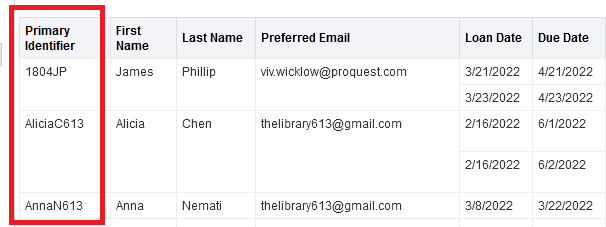 Primary Identifier First Name Last Name Preferred Email Loan Date Due Date
1804JP James Phillip viv.wicklow@proquest.com 3/21/2022 4/21/2022
3/23/2022 4/23/2022
AliciaC613 Alicia Chen thelibrary613@gmail.com 2/16/2022 6/1/2022
2/16/2022 6/2/2022
AnnaN613 Anna Nemati thelibrary613@gmail.com 3/8/2022 3/22/2022